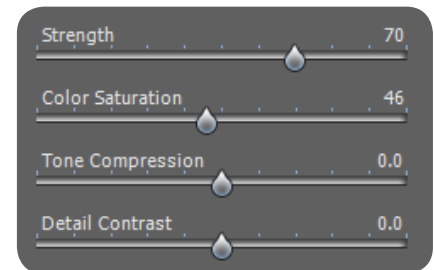 Strength 70
Color Saturation 46
Tone Compression 0.0
Detail Contrast 0.0